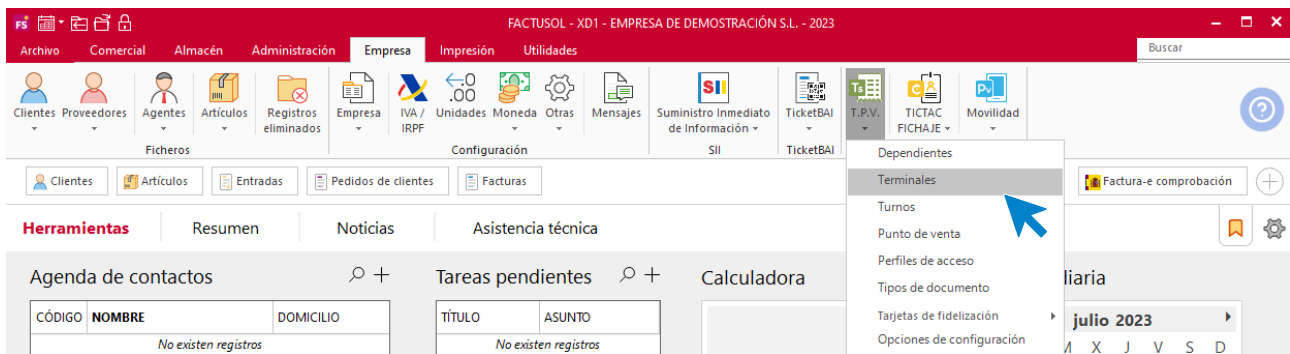 FS
FACTUSOL - XD1 - EMPRESA DE DEMOSTRACIÓN S.L. - 2023
Archivo Comercial Almacén Administración Empresa Impresión Utilidades Buscar
Clientes Proveedores Agentes Artículos Registros eliminados Empresa IVA / IRPF Unidades Moneda Otras Mensajes Suministro Inmediato de Información TicketBAI T.P.V. TICTAC FICHAJE Movilidad
Ficheros Configuración SII TicketBAI
Clientes Artículos Entradas Pedidos de clientes Facturas Factura-e comprobación
Dependientes
Terminales
Turnos
Punto de venta
Perfiles de acceso
Tipos de documento
Tarjetas de fidelización
Opciones de configuración
Herramientas Resumen Noticias Asistencia técnica
Agenda de contactos Tareas pendientes Calculadora liaria
CÓDIGO NOMBRE DOMICILIO TÍTULO ASUNTO julio 2023
No existen registros No existen registros M X J V S D